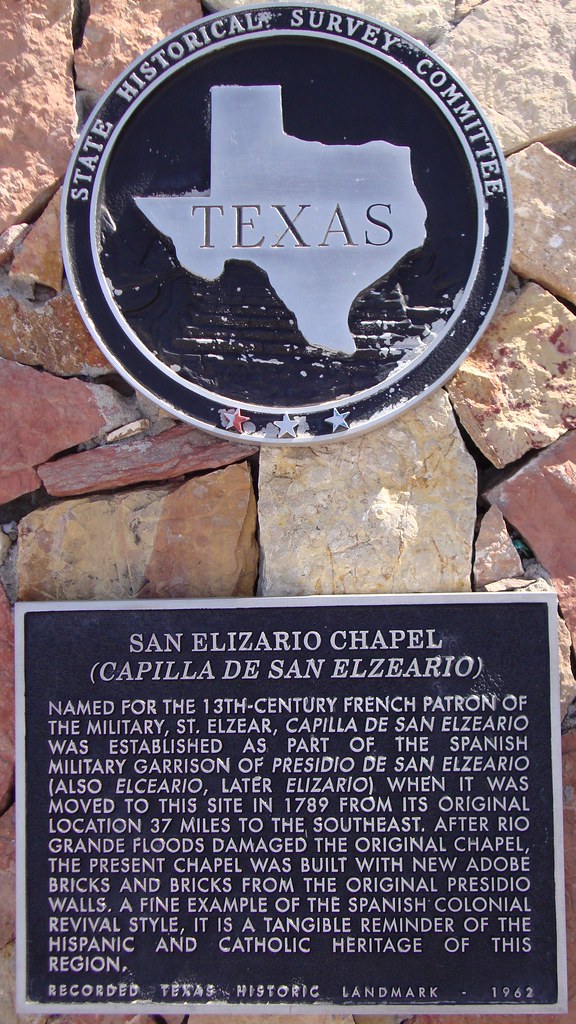 STATE HISTORICAL SURVEY COMMITTEE
TEXAS
SAN ELIZARIO CHAPEL
(CAPILLA DE SAN ELZEARIO)
NAMED FOR THE 13TH-CENTURY FRENCH PATRON OF
THE MILITARY, ST. ELZEAR, CAPILLA DE SAN ELZEARIO
WAS ESTABLISHED AS PART OF THE SPANISH
MILITARY GARRISON OF PRESIDIO DE SAN ELZEARIO
(ALSO ELCEARIO, LATER ELIZARIO) WHEN IT WAS
MOVED TO THIS SITE IN 1789 FROM ITS ORIGINAL
LOCATION 37 MILES TO THE SOUTHEAST. AFTER RIO
GRANDE FLOODS DAMAGED THE ORIGINAL CHAPEL,
THE PRESENT CHAPEL WAS BUILT WITH NEW ADOBE
BRICKS AND BRICKS FROM THE ORIGINAL PRESIDIO
WALLS. A FINE EXAMPLE OF THE SPANISH COLONIAL
REVIVAL STYLE, IT IS A TANGIBLE REMINDER OF THE
HISPANIC AND CATHOLIC HERITAGE OF THIS
REGION.
RECORDED TEXAS HISTORIC LANDMARK - 1962